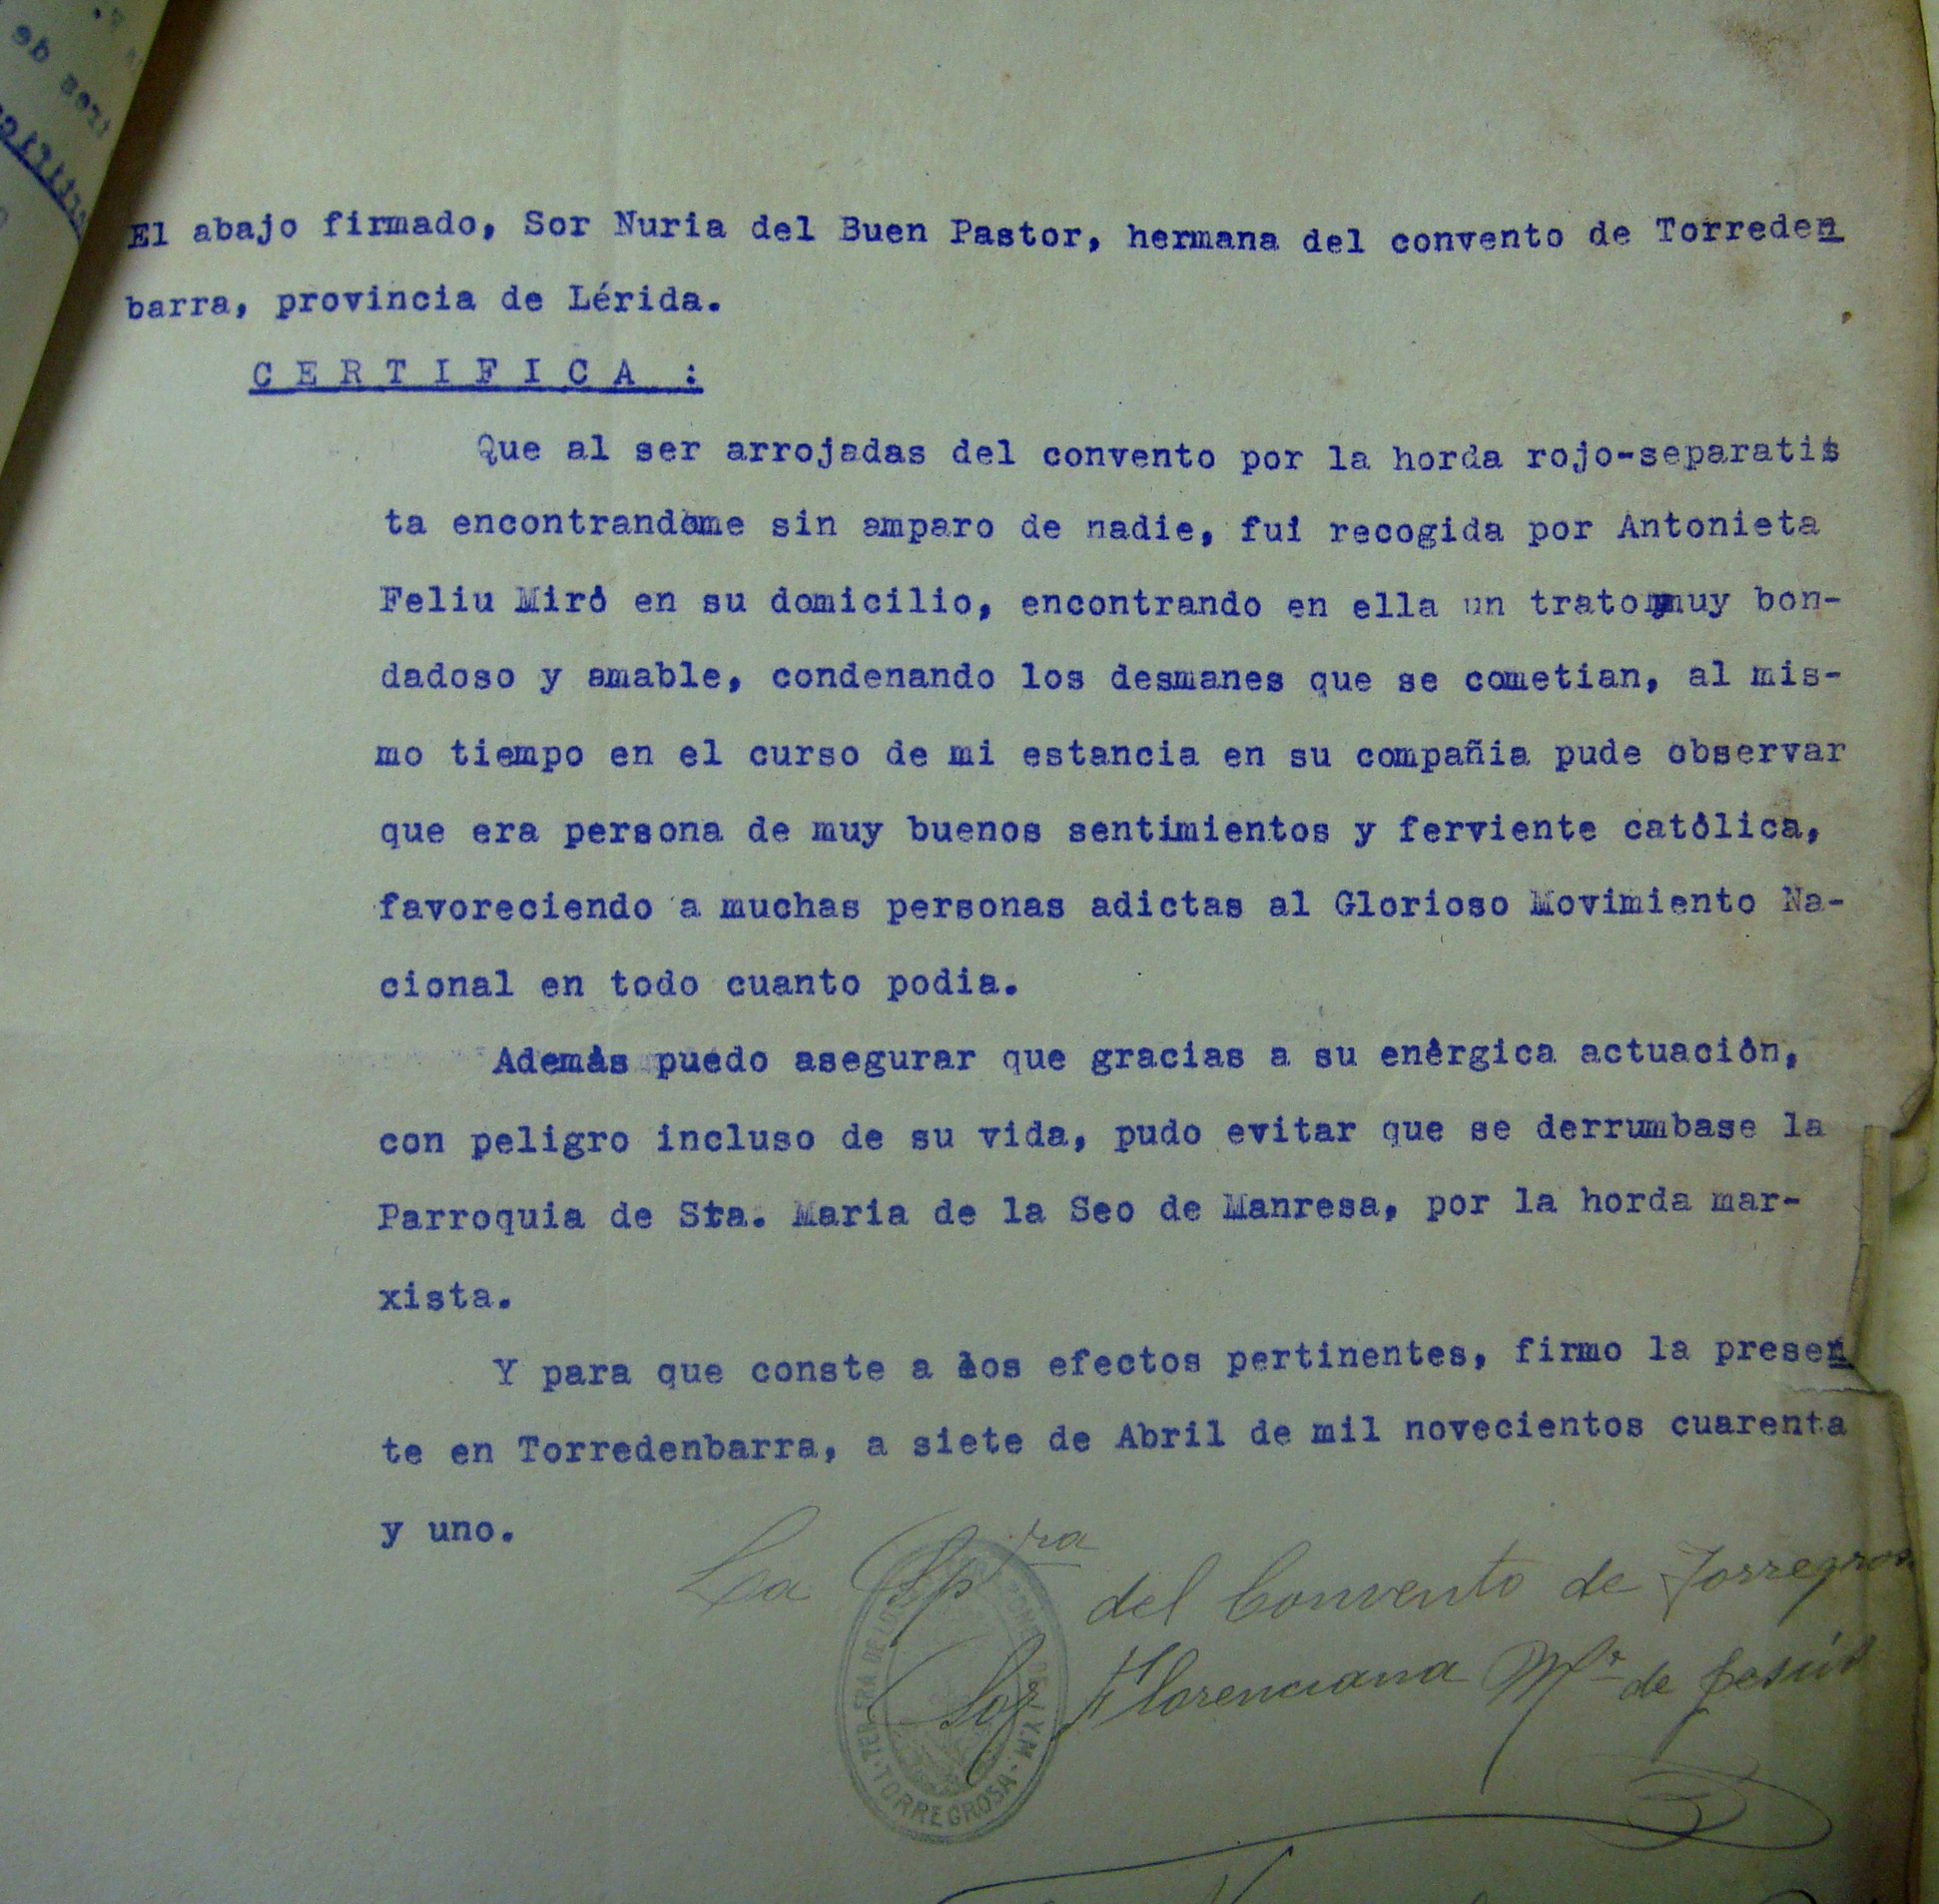 El abajo firmado, Sor Nuria del Buen Pastor, hermana del convento de Torreden
barra, provincia de Lérida.
C E R T I F I C A :
Que al ser arrojadas del convento por la horda rojo-separatis
ta encontrandome sin amparo de nadie, fui recogida por Antonieta
Feliu Miró en su domicilio, encontrando en ella un trato muy bon-
dadoso y amable, condenando los desmanes que se cometian, al mis-
mo tiempo en el curso de mi estancia en su compañia pude observar
que era persona de muy buenos sentimientos y ferviente católica,
favoreciendo a muchas personas adictas al Glorioso Movimiento Na-
cional en todo cuanto podia.
Además puedo asegurar que gracias a su enérgica actuación,
con peligro incluso de su vida, pudo evitar que se derrumbase la
Parroquia de Sta. Maria de la Seo de Manresa, por la horda mar-
xista.
Y para que conste a los efectos pertinentes, firmo la presen
te en Torredenbarra, a siete de Abril de mil novecientos cuarenta
y uno.
La Sp ra del Convento de Torregrosa
Sor Florenciana Mª de Jesús
TORREGROSA